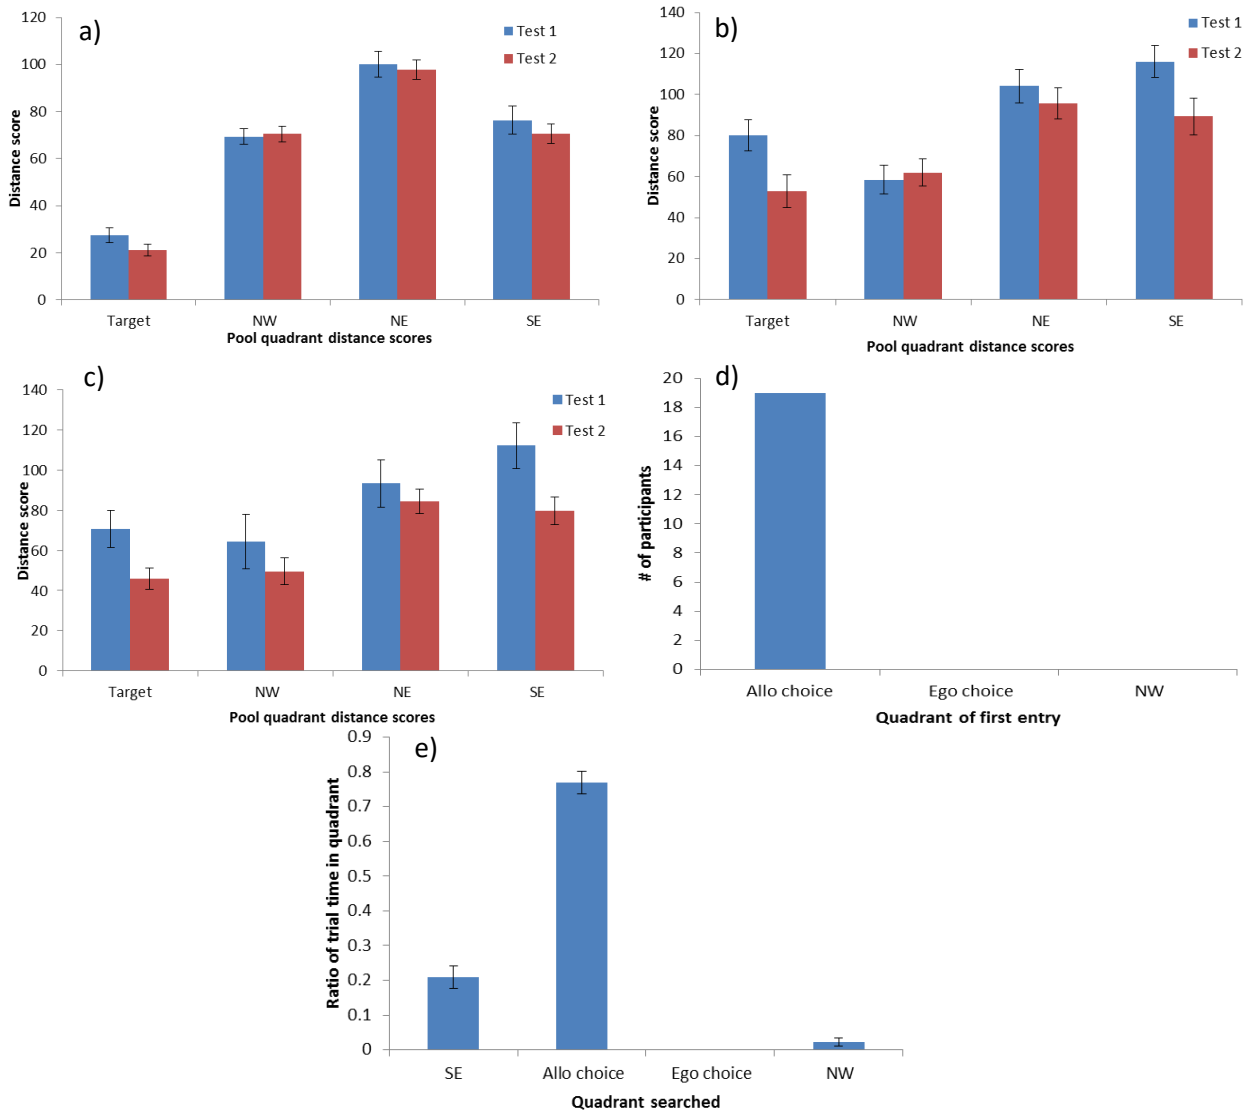 a)
Test 1
Test 2
Distance score
120
100
80
60
40
20
0
Target NW NE SE
Pool quadrant distance scores
b)
Test 1
Test 2
Distance score
140
120
100
80
60
40
20
0
Target NW NE SE
Pool quadrant distance scores
c)
Test 1
Test 2
Distance score
140
120
100
80
60
40
20
0
Target NW NE SE
Pool quadrant distance scores
d)
# of participants
20
18
16
14
12
10
8
6
4
2
0
Allo choice Ego choice NW
Quadrant of first entry
e)
Ratio of trial time in quadrant
0.9
0.8
0.7
0.6
0.5
0.4
0.3
0.2
0.1
0
SE Allo choice Ego choice NW
Quadrant searched